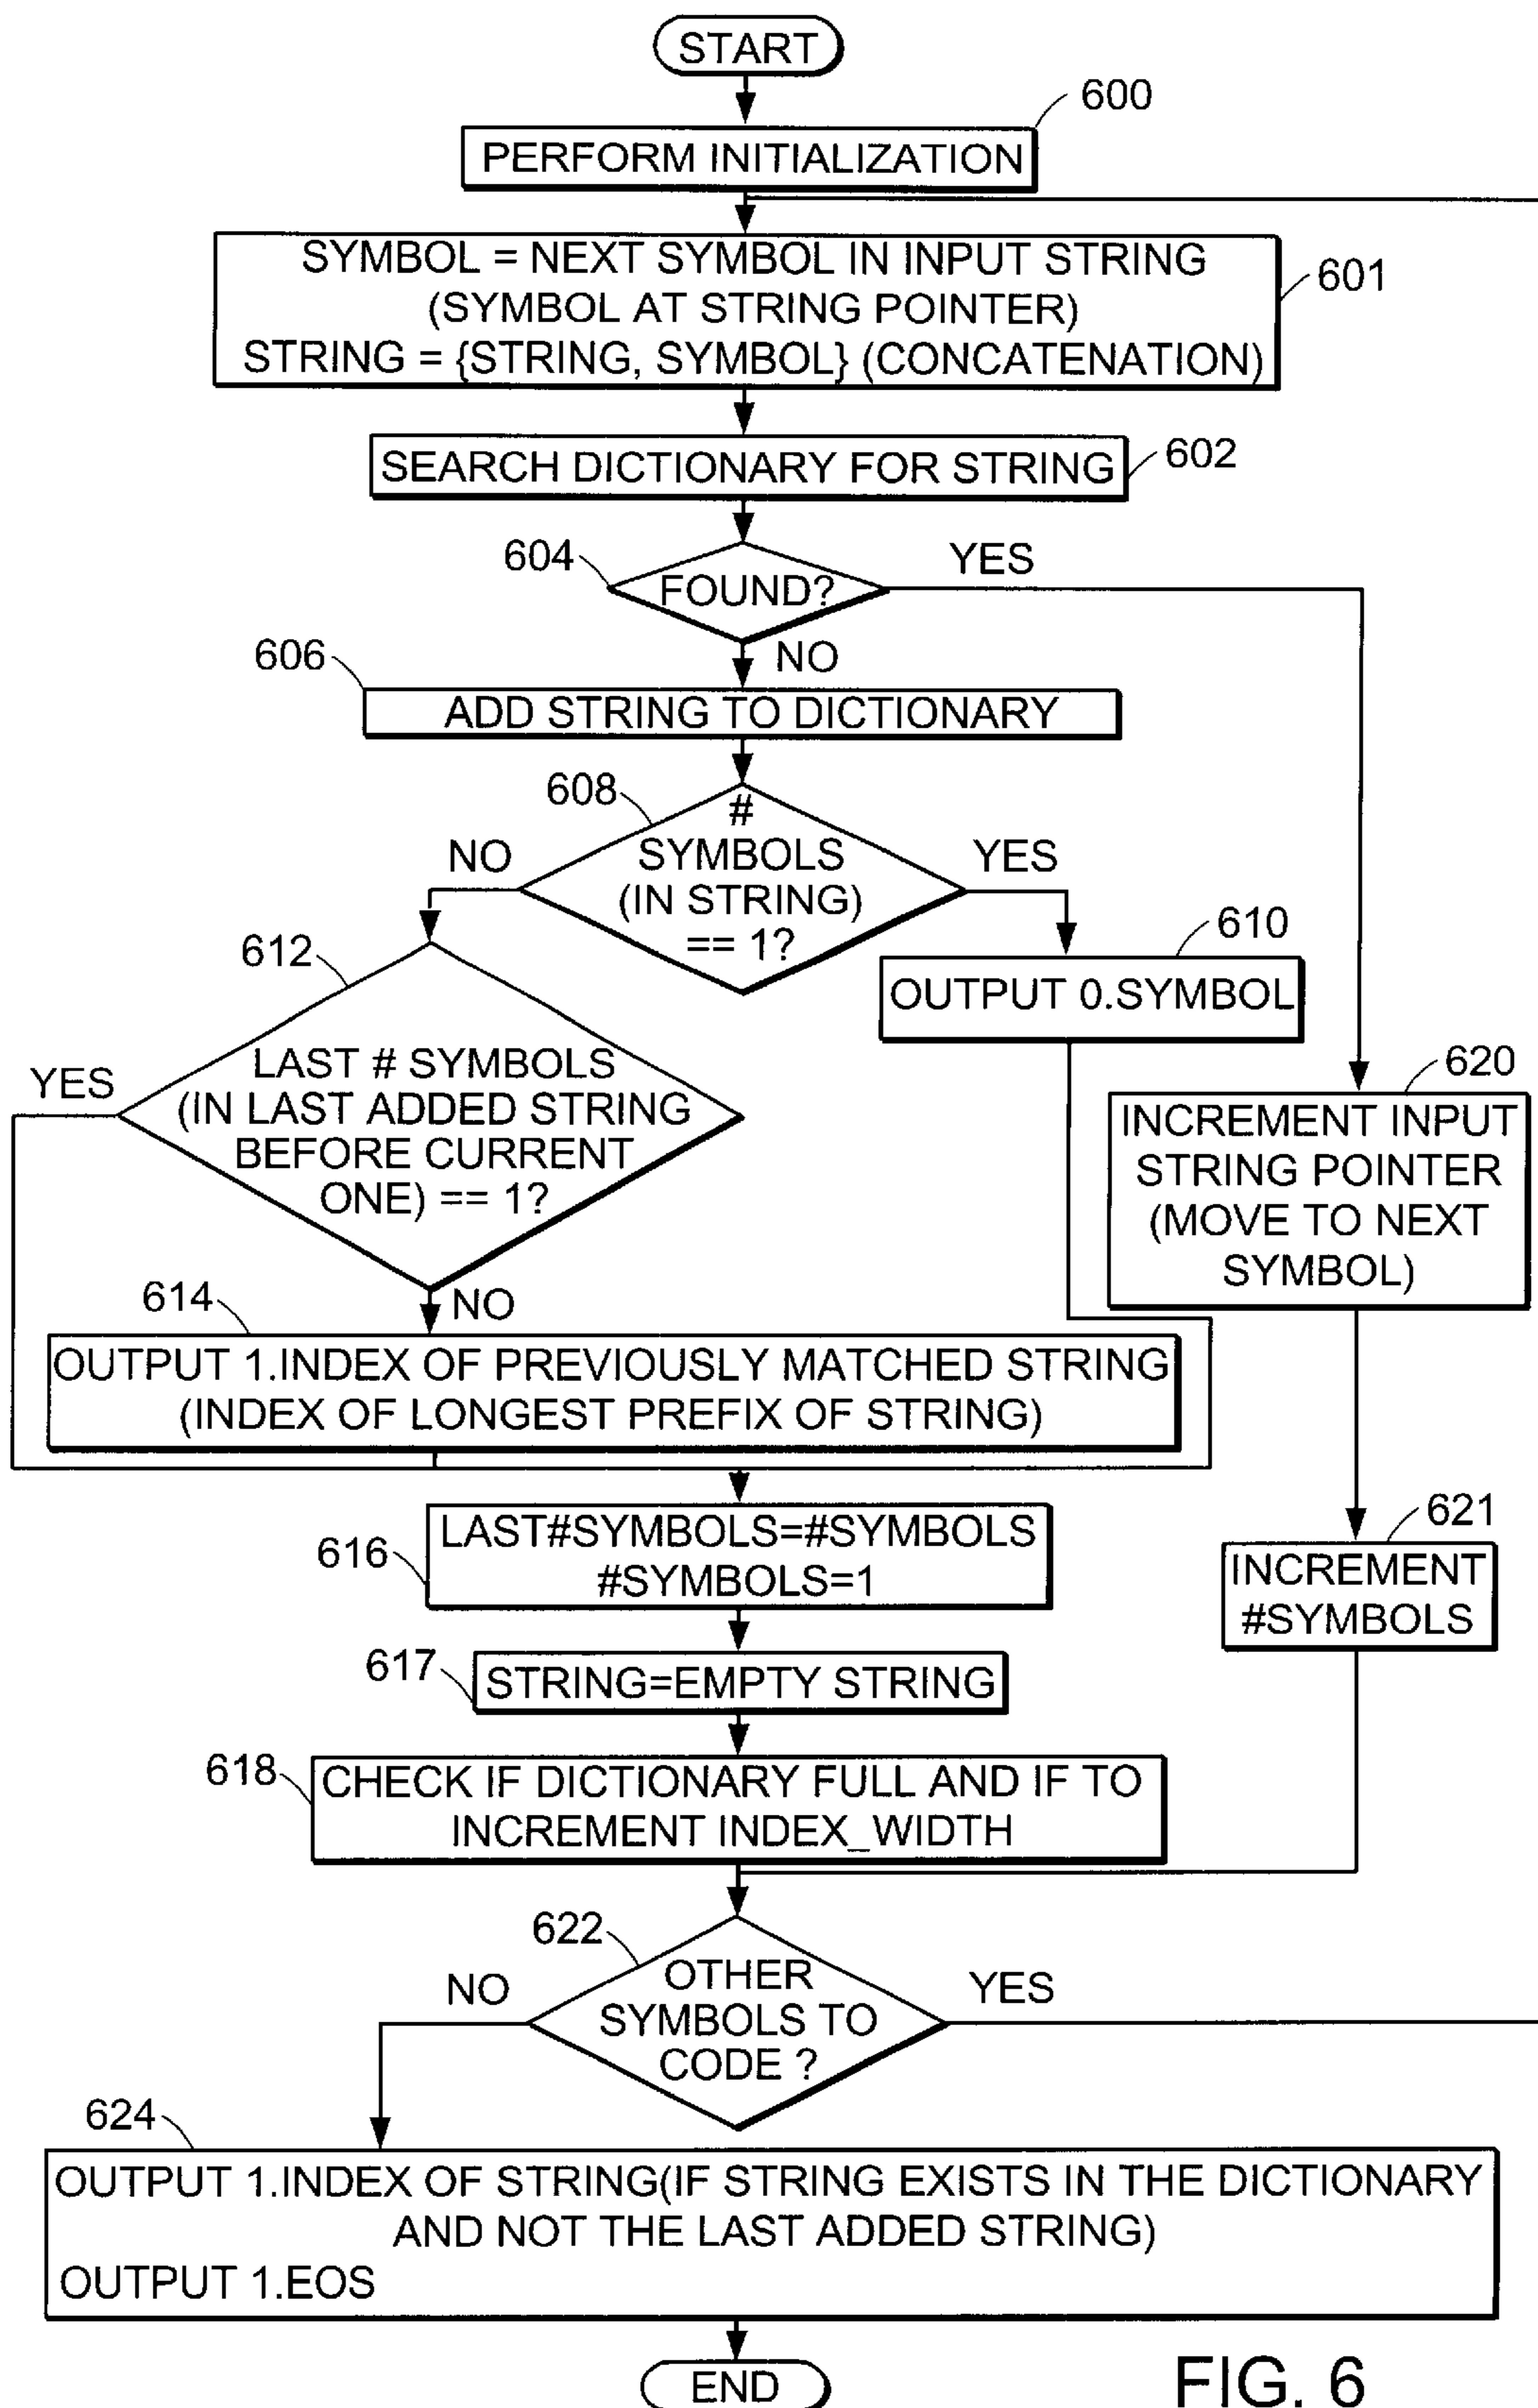 START
600
PERFORM INITIALIZATION
SYMBOL = NEXT SYMBOL IN INPUT STRING
(SYMBOL AT STRING POINTER)
STRING = {STRING, SYMBOL} (CONCATENATION)
601
SEARCH DICTIONARY FOR STRING
602
604
FOUND?
YES
NO
606
ADD STRING TO DICTIONARY
608
#
SYMBOLS
(IN STRING)
== 1?
NO
YES
610
OUTPUT 0.SYMBOL
612
LAST # SYMBOLS
(IN LAST ADDED STRING
BEFORE CURRENT
ONE) == 1?
YES
NO
620
INCREMENT INPUT
STRING POINTER
(MOVE TO NEXT
SYMBOL)
614
OUTPUT 1.INDEX OF PREVIOUSLY MATCHED STRING
(INDEX OF LONGEST PREFIX OF STRING)
616
LAST#SYMBOLS=#SYMBOLS
#SYMBOLS=1
621
INCREMENT
#SYMBOLS
617
STRING=EMPTY STRING
618
CHECK IF DICTIONARY FULL AND IF TO
INCREMENT INDEX_WIDTH
622
OTHER
SYMBOLS TO
CODE ?
NO
YES
624
OUTPUT 1.INDEX OF STRING(IF STRING EXISTS IN THE DICTIONARY
AND NOT THE LAST ADDED STRING)
OUTPUT 1.EOS
END
FIG. 6